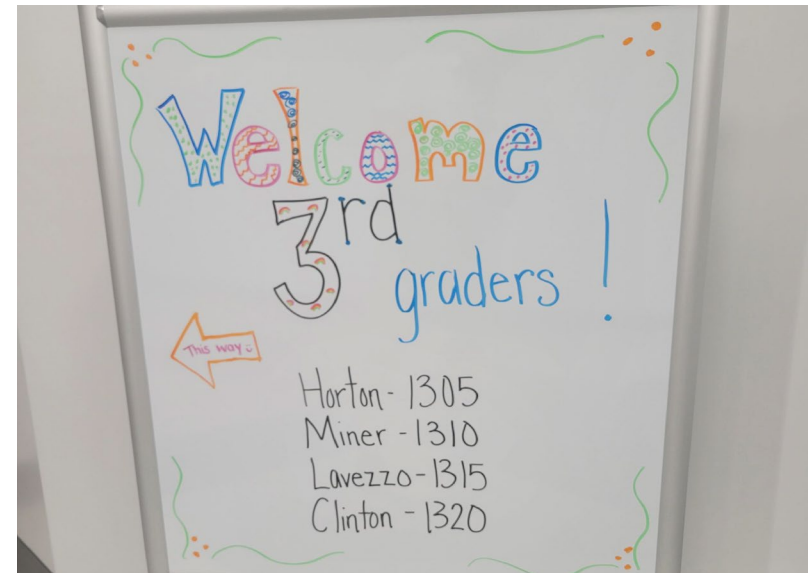 Welcome
3rd
graders !
This way :)
Horton - 1305
Miner - 1310
Lavezzo - 1315
Clinton - 1320